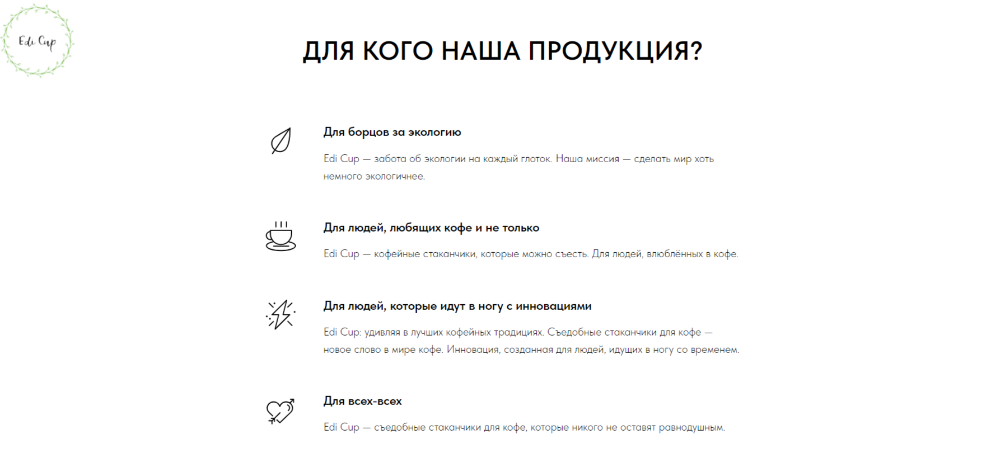 Edi Cup
ДЛЯ КОГО НАША ПРОДУКЦИЯ?
Для борцов за экологию
Edi Cup — забота об экологии на каждый глоток. Наша миссия — сделать мир хоть
немного экологичнее.
Для людей, любящих кофе и не только
Edi Cup — кофейные стаканчики, которые можно съесть. Для людей, влюблённых в кофе.
Для людей, которые идут в ногу с инновациями
Edi Cup: удивляя в лучших кофейных традициях. Съедобные стаканчики для кофе —
новое слово в мире кофе. Инновация, созданная для людей, идущих в ногу со временем.
Для всех-всех
Edi Cup — съедобные стаканчики для кофе, которые никого не оставят равнодушным.